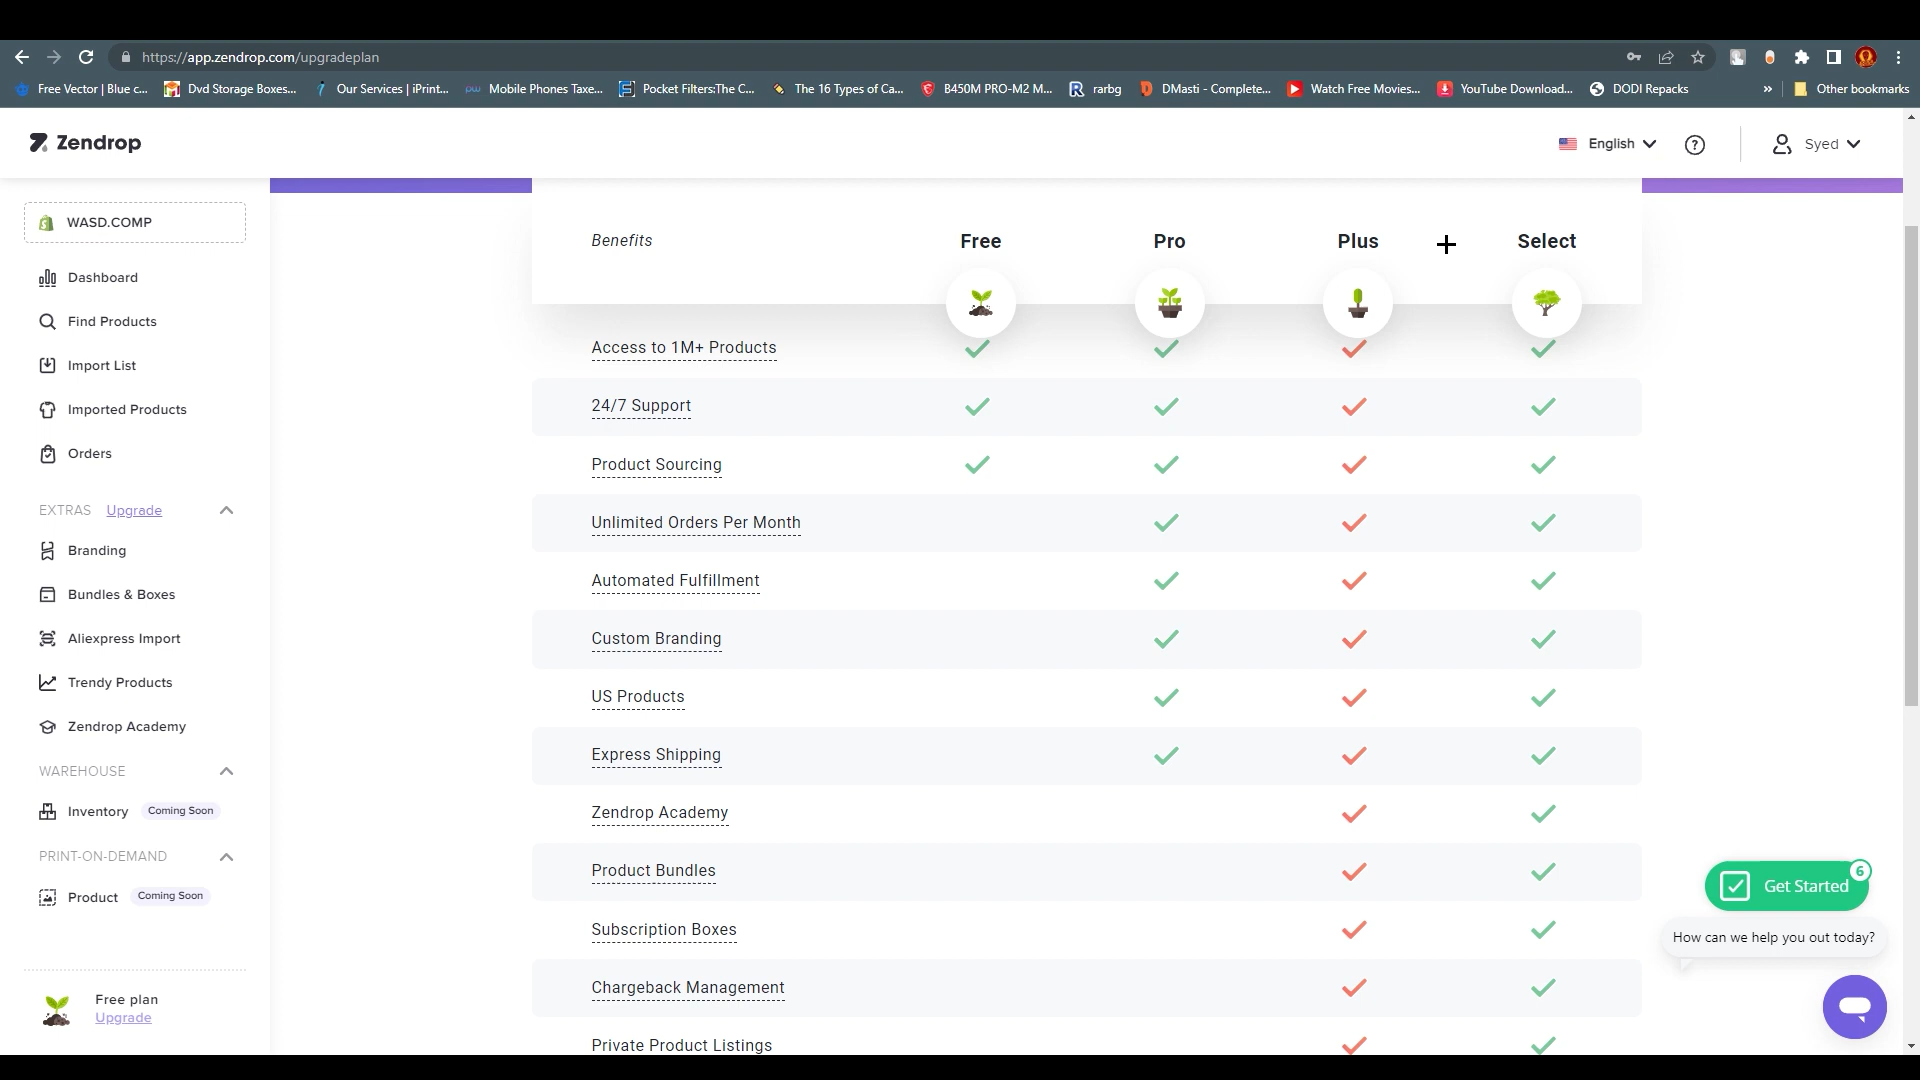 https://app.zendrop.com/upgradeplan
Free Vector | Blue c...
Dvd Storage Boxes...
Our Services | iPrint...
Mobile Phones Taxe...
Pocket Filters:The C...
The 16 Types of Ca...
B450M PRO-M2 M...
rarbg
DMasti - Complete...
Watch Free Movies...
YouTube Download...
DODI Repacks
»
Other bookmarks
Zendrop
English
Syed
WASD.COMP
Dashboard
Find Products
Import List
Imported Products
Orders
EXTRAS Upgrade
Branding
Bundles & Boxes
Aliexpress Import
Trendy Products
Zendrop Academy
WAREHOUSE
Inventory Coming Soon
PRINT-ON-DEMAND
Product Coming Soon
Free plan
Upgrade
Benefits Free Pro Plus Select
Access to 1M+ Products
24/7 Support
Product Sourcing
Unlimited Orders Per Month
Automated Fulfillment
Custom Branding
US Products
Express Shipping
Zendrop Academy
Product Bundles
Subscription Boxes
Chargeback Management
Private Product Listings
Get Started 6
How can we help you out today?